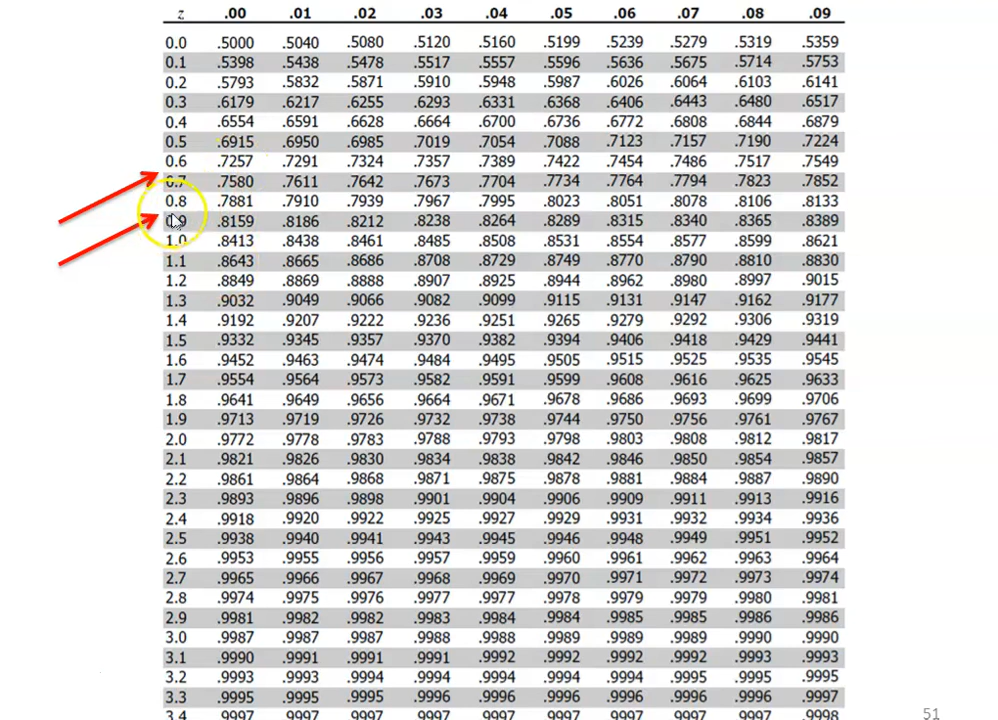 z .00 .01 .02 .03 .04 .05 .06 .07 .08 .09
0.0 .5000 .5040 .5080 .5120 .5160 .5199 .5239 .5279 .5319 .5359
0.1 .5398 .5438 .5478 .5517 .5557 .5596 .5636 .5675 .5714 .5753
0.2 .5793 .5832 .5871 .5910 .5948 .5987 .6026 .6064 .6103 .6141
0.3 .6179 .6217 .6255 .6293 .6331 .6368 .6406 .6443 .6480 .6517
0.4 .6554 .6591 .6628 .6664 .6700 .6736 .6772 .6808 .6844 .6879
0.5 .6915 .6950 .6985 .7019 .7054 .7088 .7123 .7157 .7190 .7224
0.6 .7257 .7291 .7324 .7357 .7389 .7422 .7454 .7486 .7517 .7549
0.7 .7580 .7611 .7642 .7673 .7704 .7734 .7764 .7794 .7823 .7852
0.8 .7881 .7910 .7939 .7967 .7995 .8023 .8051 .8078 .8106 .8133
0.9 .8159 .8186 .8212 .8238 .8264 .8289 .8315 .8340 .8365 .8389
1.0 .8413 .8438 .8461 .8485 .8508 .8531 .8554 .8577 .8599 .8621
1.1 .8643 .8665 .8686 .8708 .8729 .8749 .8770 .8790 .8810 .8830
1.2 .8849 .8869 .8888 .8907 .8925 .8944 .8962 .8980 .8997 .9015
1.3 .9032 .9049 .9066 .9082 .9099 .9115 .9131 .9147 .9162 .9177
1.4 .9192 .9207 .9222 .9236 .9251 .9265 .9279 .9292 .9306 .9319
1.5 .9332 .9345 .9357 .9370 .9382 .9394 .9406 .9418 .9429 .9441
1.6 .9452 .9463 .9474 .9484 .9495 .9505 .9515 .9525 .9535 .9545
1.7 .9554 .9564 .9573 .9582 .9591 .9599 .9608 .9616 .9625 .9633
1.8 .9641 .9649 .9656 .9664 .9671 .9678 .9686 .9693 .9699 .9706
1.9 .9713 .9719 .9726 .9732 .9738 .9744 .9750 .9756 .9761 .9767
2.0 .9772 .9778 .9783 .9788 .9793 .9798 .9803 .9808 .9812 .9817
2.1 .9821 .9826 .9830 .9834 .9838 .9842 .9846 .9850 .9854 .9857
2.2 .9861 .9864 .9868 .9871 .9875 .9878 .9881 .9884 .9887 .9890
2.3 .9893 .9896 .9898 .9901 .9904 .9906 .9909 .9911 .9913 .9916
2.4 .9918 .9920 .9922 .9925 .9927 .9929 .9931 .9932 .9934 .9936
2.5 .9938 .9940 .9941 .9943 .9945 .9946 .9948 .9949 .9951 .9952
2.6 .9953 .9955 .9956 .9957 .9959 .9960 .9961 .9962 .9963 .9964
2.7 .9965 .9966 .9967 .9968 .9969 .9970 .9971 .9972 .9973 .9974
2.8 .9974 .9975 .9976 .9977 .9977 .9978 .9979 .9979 .9980 .9981
2.9 .9981 .9982 .9982 .9983 .9984 .9984 .9985 .9985 .9986 .9986
3.0 .9987 .9987 .9987 .9988 .9988 .9989 .9989 .9989 .9990 .9990
3.1 .9990 .9991 .9991 .9991 .9992 .9992 .9992 .9992 .9993 .9993
3.2 .9993 .9993 .9994 .9994 .9994 .9994 .9994 .9995 .9995 .9995
3.3 .9995 .9995 .9995 .9996 .9996 .9996 .9996 .9996 .9996 .9997
3.4 .9997 .9997 .9997 .9997 .9997 .9997 .9997 .9997 .9997 .9998
51